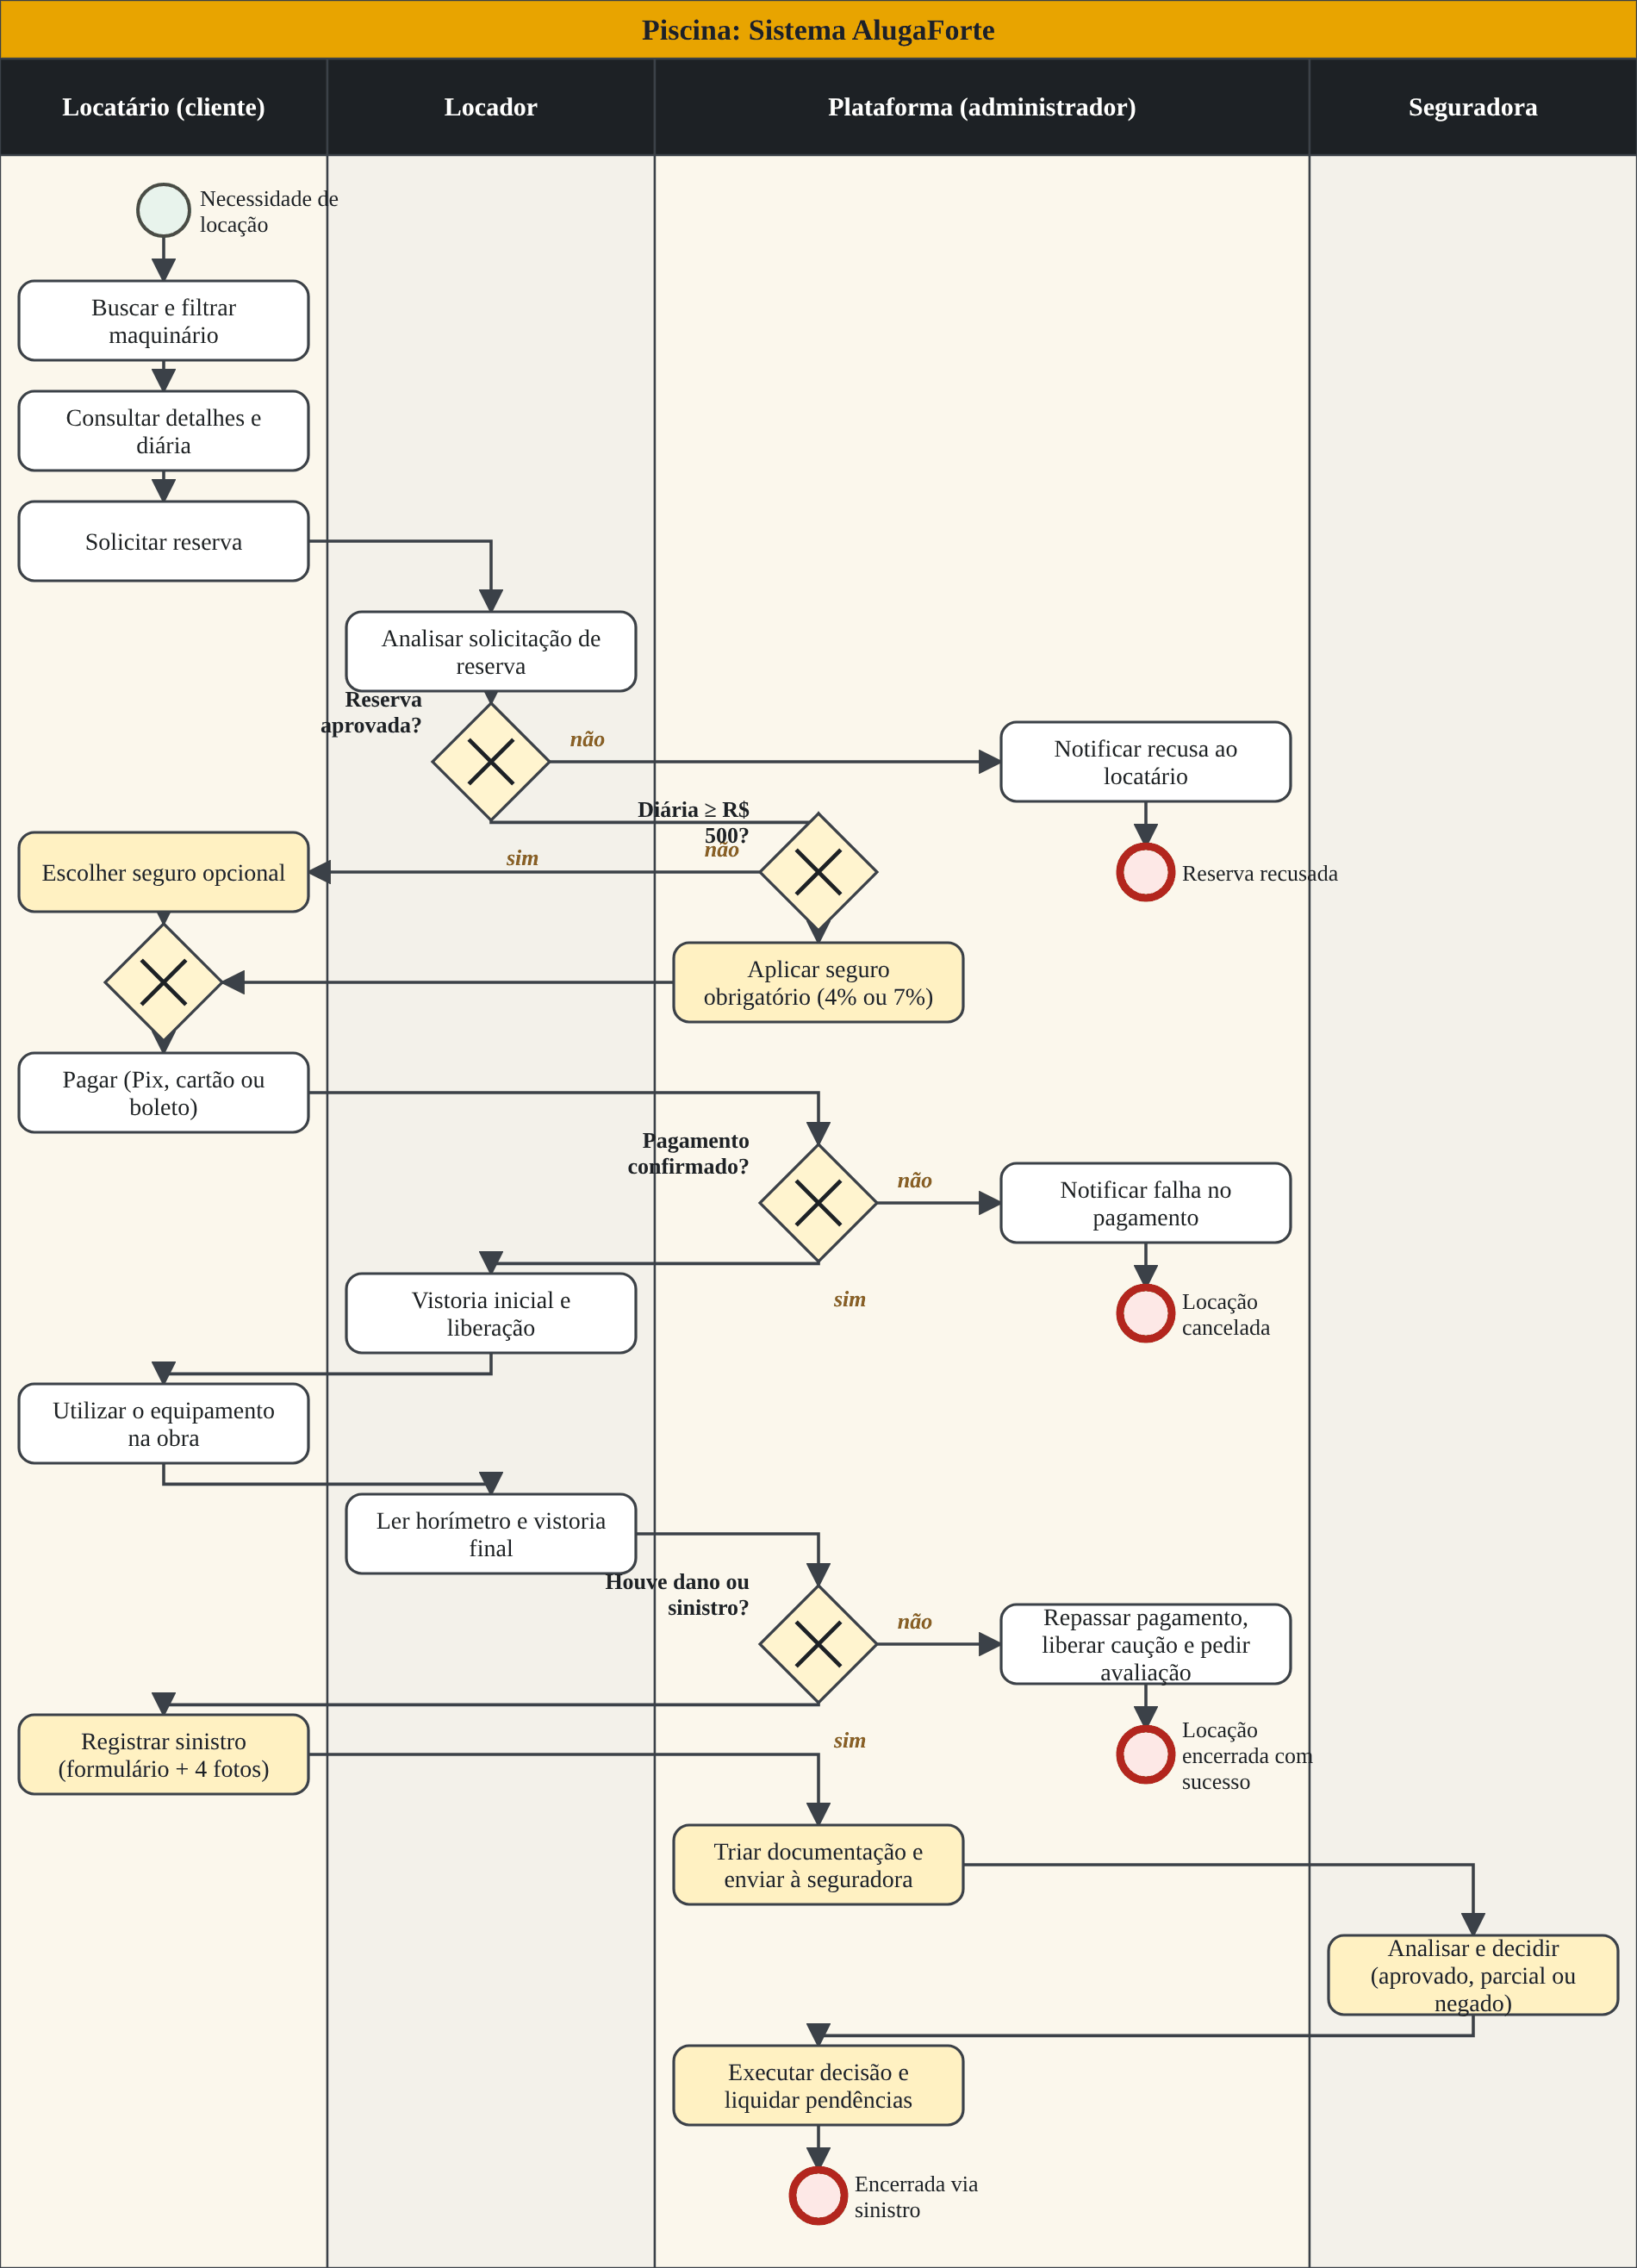 Piscina: Sistema AlugaForte
Locatário (cliente)
Locador
Plataforma (administrador)
Seguradora
Necessidade de
locação
Buscar e filtrar
maquinário
Consultar detalhes e
diária
Solicitar reserva
Analisar solicitação de
reserva
Reserva
aprovada?
não
Notificar recusa ao
locatário
Diária ≥ R$
500?
não
sim
Escolher seguro opcional
Reserva recusada
Aplicar seguro
obrigatório (4% ou 7%)
Pagar (Pix, cartão ou
boleto)
Pagamento
confirmado?
não
Notificar falha no
pagamento
sim
Vistoria inicial e
liberação
Locação
cancelada
Utilizar o equipamento
na obra
Ler horímetro e vistoria
final
Houve dano ou
sinistro?
não
Repassar pagamento,
liberar caução e pedir
avaliação
sim
Registrar sinistro
(formulário + 4 fotos)
Locação
encerrada com
sucesso
Triar documentação e
enviar à seguradora
Analisar e decidir
(aprovado, parcial ou
negado)
Executar decisão e
liquidar pendências
Encerrada via
sinistro